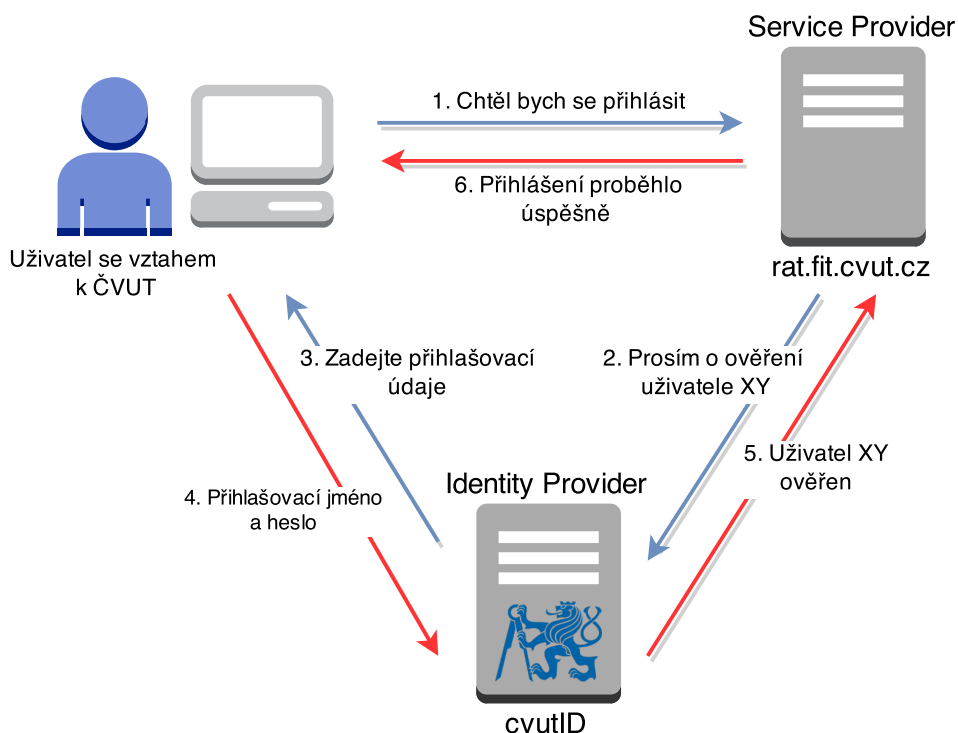 Service Provider
1. Chtěl bych se přihlásit
6. Přihlášení proběhlo
úspěšně
Uživatel se vztahem
k ČVUT
rat.fit.cvut.cz
3. Zadejte přihlašovací
údaje
2. Prosím o ověření
uživatele XY
5. Uživatel XY
ověřen
4. Přihlašovací jméno
a heslo
Identity Provider
cvutID